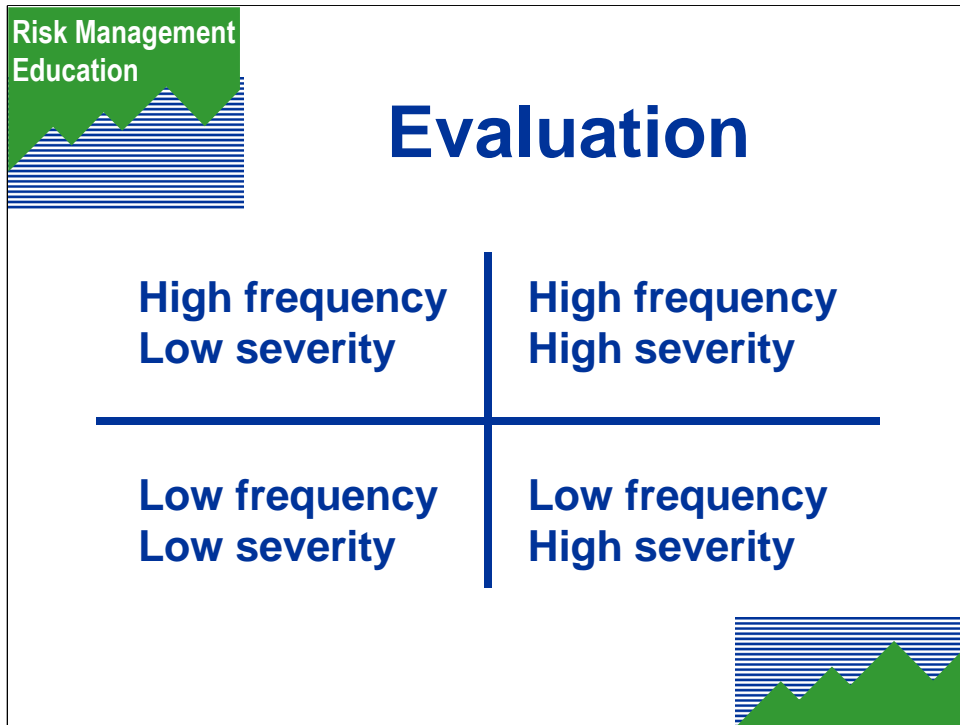 Risk Management
Education
Evaluation
High frequency
Low severity
High frequency
High severity
Low frequency
Low severity
Low frequency
High severity